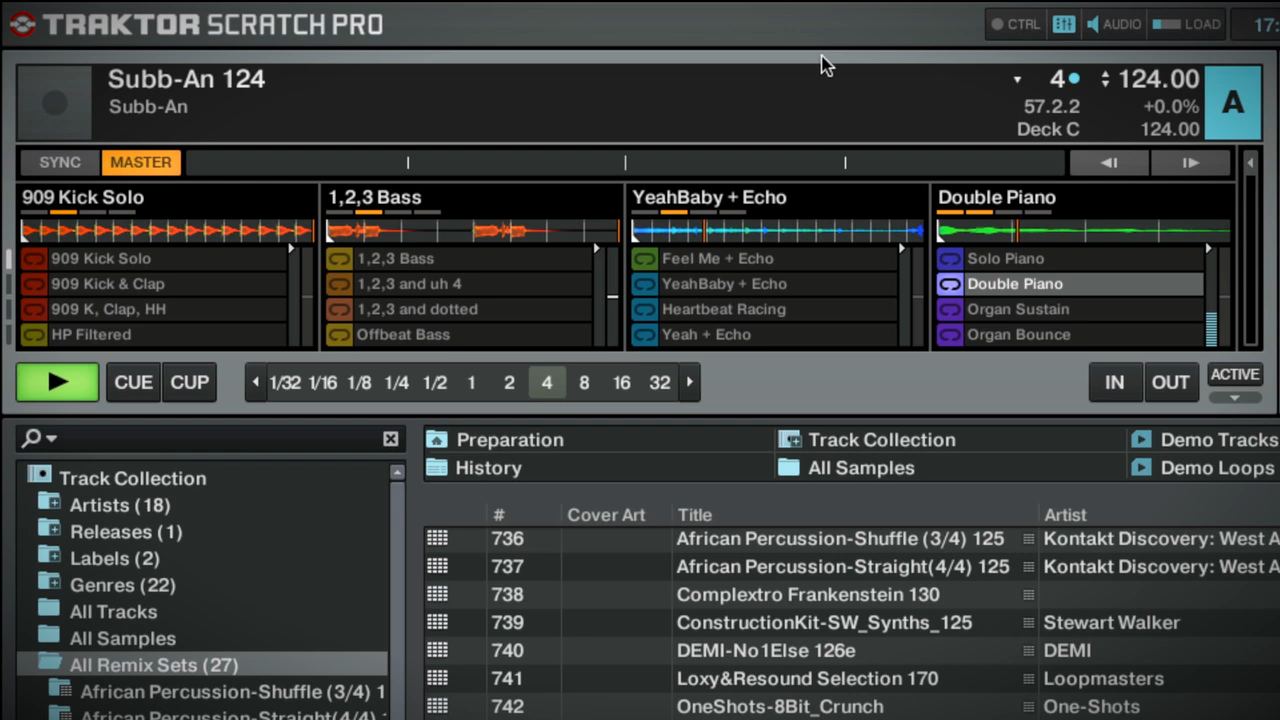 TRAKTOR SCRATCH PRO
CTRL AUDIO LOAD 17:
Subb-An 124
Subb-An
4 124.00
57.2.2 +0.0%
Deck C 124.00
A
SYNC MASTER
909 Kick Solo 1,2,3 Bass YeahBaby + Echo Double Piano
909 Kick Solo 1,2,3 Bass Feel Me + Echo Solo Piano
909 Kick & Clap 1,2,3 and uh 4 YeahBaby + Echo Double Piano
909 K, Clap, HH 1,2,3 and dotted Heartbeat Racing Organ Sustain
HP Filtered Offbeat Bass Yeah + Echo Organ Bounce
CUE CUP 1/32 1/16 1/8 1/4 1/2 1 2 4 8 16 32 IN OUT ACTIVE
Preparation Track Collection Demo Tracks
History All Samples Demo Loops
Track Collection
Artists (18)
Releases (1)
Labels (2)
Genres (22)
All Tracks
All Samples
All Remix Sets (27)
African Percussion-Shuffle (3/4) 1
African Percussion-Straight(4/4)
# Cover Art Title Artist
736 African Percussion-Shuffle (3/4) 125 Kontakt Discovery: West A
737 African Percussion-Straight(4/4) 125 Kontakt Discovery: West A
738 Complextro Frankenstein 130
739 ConstructionKit-SW_Synths_125 Stewart Walker
740 DEMI-No1Else 126e DEMI
741 Loxy&Resound Selection 170 Loopmasters
742 OneShots-8Bit_Crunch One-Shots